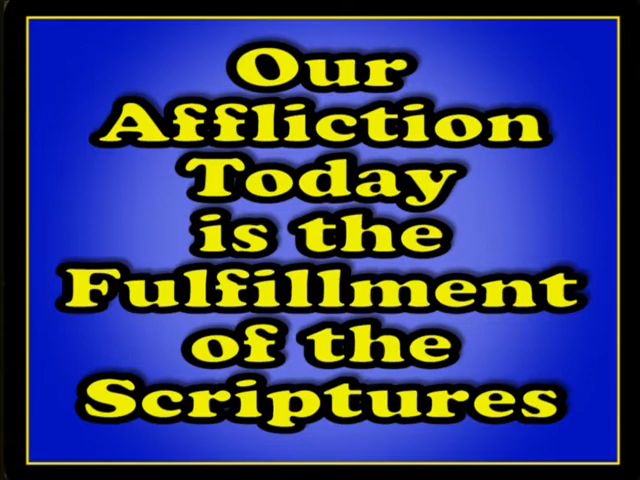 Our
Affliction
Today
is the
Fulfillment
of the
Scriptures